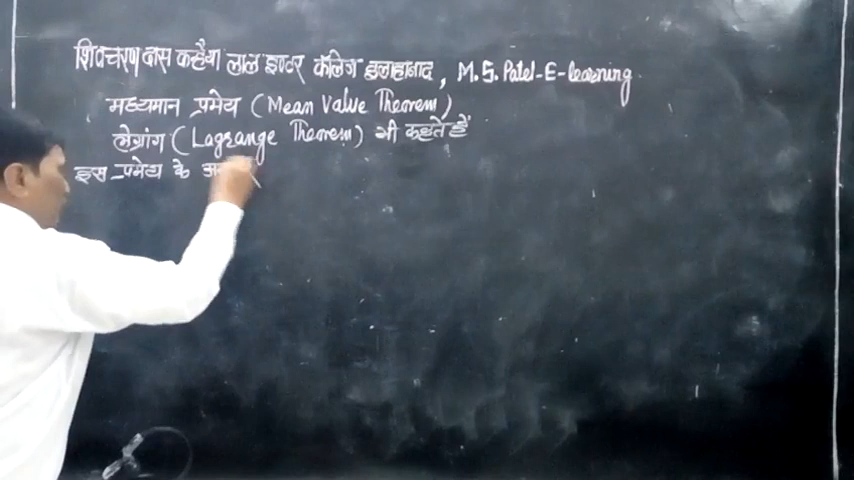 शिवचरण दास कन्हैया लाल इण्टर कॉलेज इलाहाबाद, M.S. Patel-E-learning
मध्यमान प्रमेय (Mean Value Theorem)
लेग्रांग (Lagrange Theorem) भी कहते हैं
इस प्रमेय के